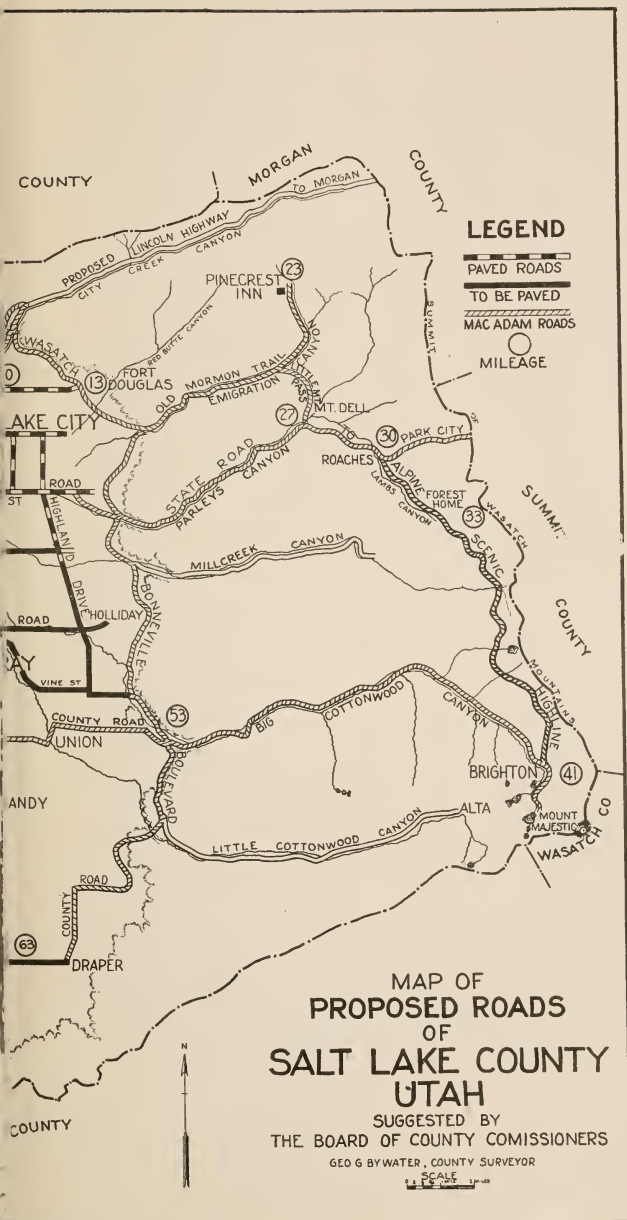 COUNTY
MORGAN
COUNTY
PROPOSED LINCOLN HIGHWAY TO MORGAN
CITY CREEK CANYON
LEGEND
PAVED ROADS
TO BE PAVED
MAC ADAM ROADS
MILEAGE
PINECREST
INN
23
SUMMIT
RED BUTTE CANYON
WASATCH
0
13
FORT
DOUGLAS
OLD MORMON TRAIL
EMIGRATION CANYON
LITTLE MT.
PASS
27
MT. DELL
LAKE CITY
STATE ROAD
PARLEYS CANYON
TO
ROACHES
30
PARK CITY
OF
ALPINE
LAMBS CANYON
FOREST
HOME
33
WASATCH
SCENIC
ST
ROAD
HIGHLAND
DRIVE
MILLCREEK CANYON
COUNTY
ROAD
HOLLIDAY
BONNEVILLE
AY
VINE ST
53
BIG COTTONWOOD CANYON
MOUNTAINS
HIGHLINE
COUNTY ROAD
UNION
BOULEVARD
BRIGHTON
41
ANDY
ALTA
MOUNT
MAJESTIC
WASATCH CO
LITTLE COTTONWOOD CANYON
ROAD
COUNTY
63
DRAPER
COUNTY
N
MAP OF
PROPOSED ROADS
OF
SALT LAKE COUNTY
UTAH
SUGGESTED BY
THE BOARD OF COUNTY COMISSIONERS
GEO G BYWATER, COUNTY SURVEYOR
SCALE